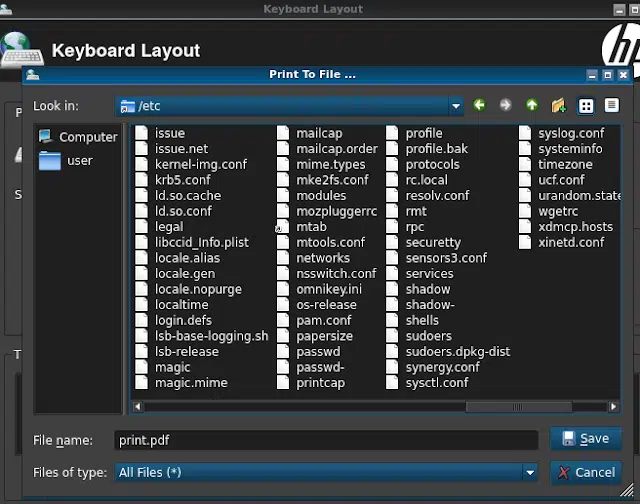 Keyboard Layout
Keyboard Layout
hp
Print To File ...
Look in:
/etc
Computer
user
issue
issue.net
kernel-img.conf
krb5.conf
ld.so.cache
ld.so.conf
legal
libccid_Info.plist
locale.alias
locale.gen
locale.nopurge
localtime
login.defs
lsb-base-logging.sh
lsb-release
magic
magic.mime
mailcap
mailcap.order
mime.types
mke2fs.conf
modules
mozpluggerrc
mtab
mtools.conf
networks
nsswitch.conf
omnikey.ini
os-release
pam.conf
papersize
passwd
passwd-
printcap
profile
profile.bak
protocols
rc.local
resolv.conf
rmt
rpc
securetty
sensors3.conf
services
shadow
shadow-
shells
sudoers
sudoers.dpkg-dist
synergy.conf
sysctl.conf
syslog.conf
systeminfo
timezone
ucf.conf
urandom.state
wgetrc
xdmcp.hosts
xinetd.conf
File name:
print.pdf
Save
Files of type:
All Files (*)
Cancel